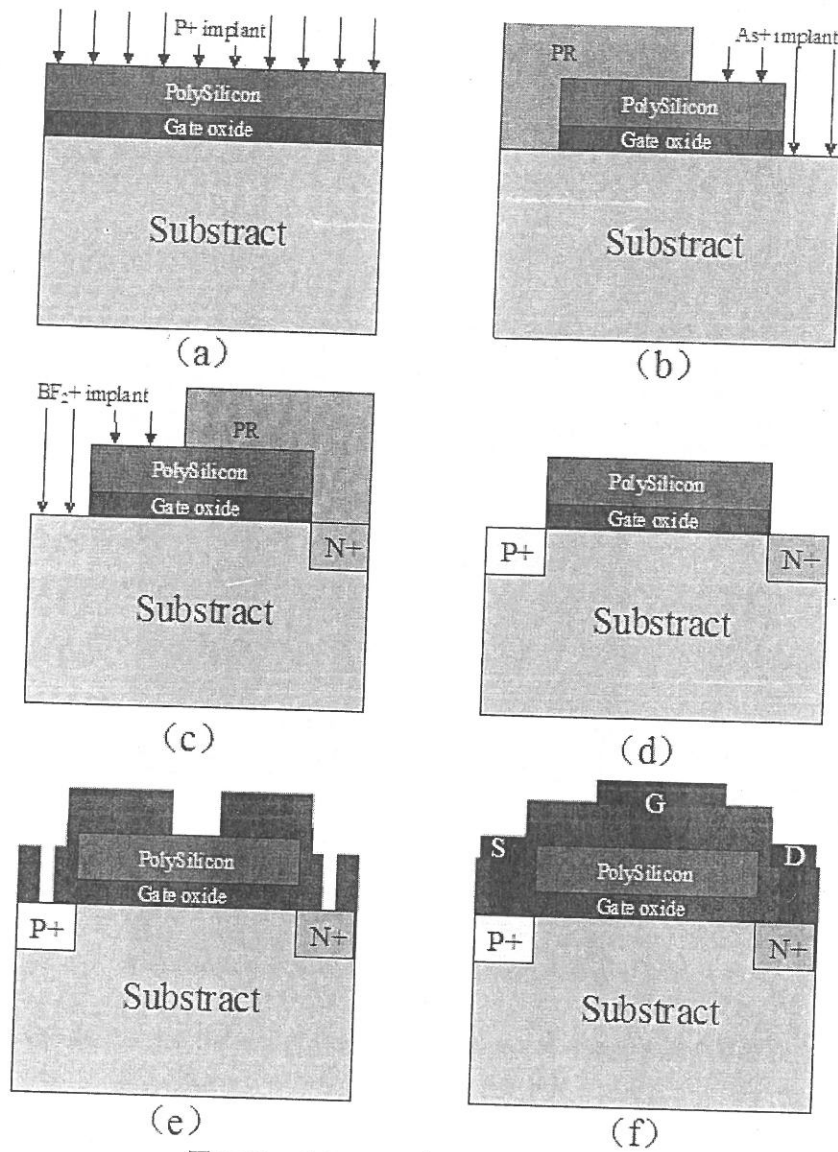 P+ implant
PolySilicon
Gate oxide
Substract
(a)
As+implant
PR
PolySilicon
Gate oxide
Substract
(b)
BF₂+ implant
PR
PolySilicon
Gate oxide
N+
Substract
(c)
PolySilicon
Gate oxide
P+ N+
Substract
(d)
PolySilicon
Gate oxide
P+ N+
Substract
(e)
G
S D
PolySilicon
Gate oxide
P+ N+
Substract
(f)